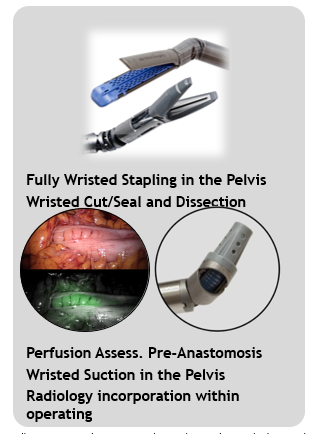 Fully Wristed Stapling in the Pelvis
Wristed Cut/Seal and Dissection
Perfusion Assess. Pre-Anastomosis
Wristed Suction in the Pelvis
Radiology incorporation within
operating